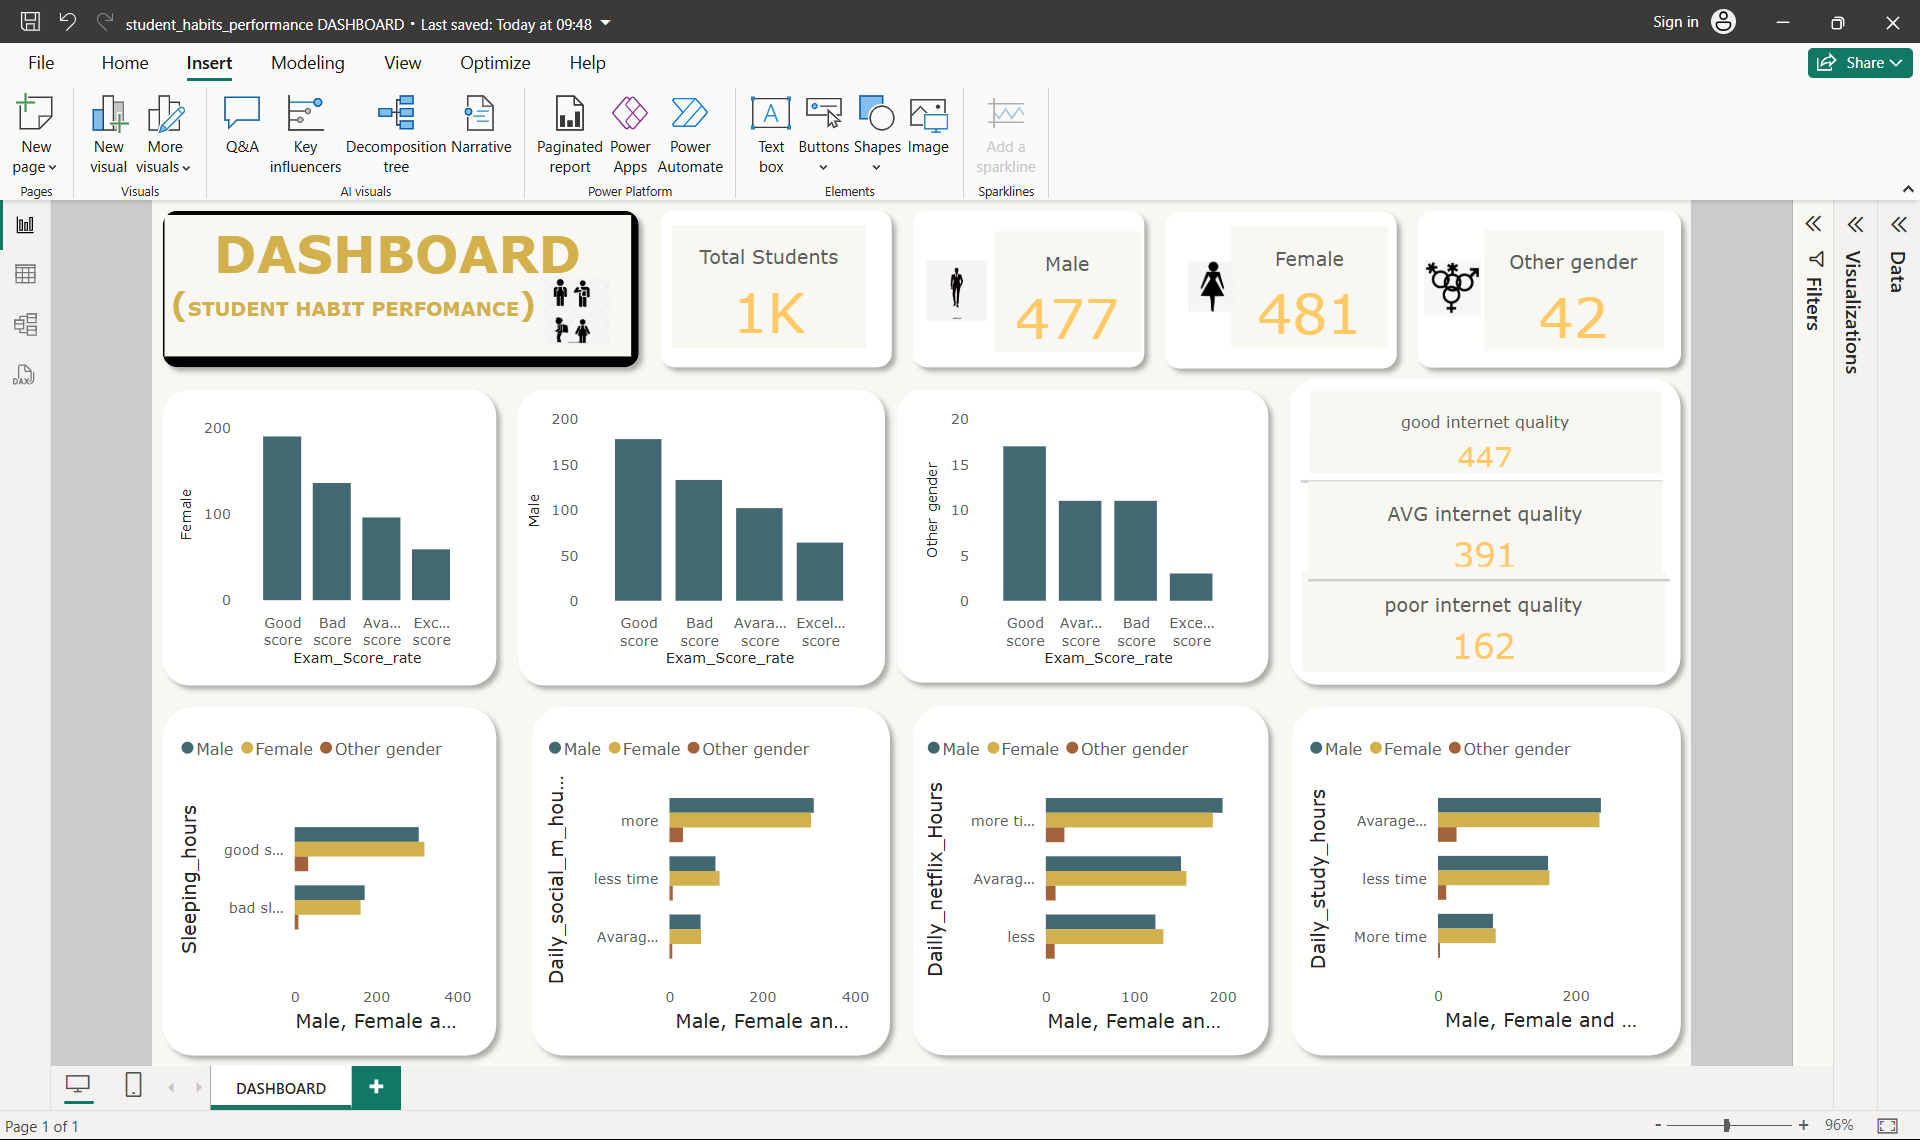 student_habits_performance DASHBOARD • Last saved: Today at 09:48
Sign in
File Home Insert Modeling View Optimize Help
Share
New page
New visual
More visuals
Q&A
Key influencers
Decomposition tree
Narrative
Paginated report
Power Apps
Power Automate
Text box
Buttons
Shapes
Image
Add a sparkline
Pages
Visuals
AI visuals
Power Platform
Elements
Sparklines
DAX
DASHBOARD
(STUDENT HABIT PERFOMANCE)
Total Students
1K
Male
477
Female
481
Other gender
42
Filters
Visualizations
Data
Female
200
100
0
Good score
Bad score
Ava... score
Exc... score
Exam_Score_rate
Male
200
150
100
50
0
Good score
Bad score
Avara... score
Excel... score
Exam_Score_rate
Other gender
20
15
10
5
0
Good score
Avar... score
Bad score
Exce... score
Exam_Score_rate
good internet quality
447
AVG internet quality
391
poor internet quality
162
Male Female Other gender
Sleeping_hours
good s...
bad sl...
0 200 400
Male, Female a...
Male Female Other gender
Daily_social_m_hou...
more
less time
Avarag...
0 200 400
Male, Female an...
Male Female Other gender
Dailly_netflix_Hours
more ti...
Avarag...
less
0 100 200
Male, Female an...
Male Female Other gender
Daily_study_hours
Avarage...
less time
More time
0 200
Male, Female and ...
DASHBOARD
+
Page 1 of 1
- + 96%